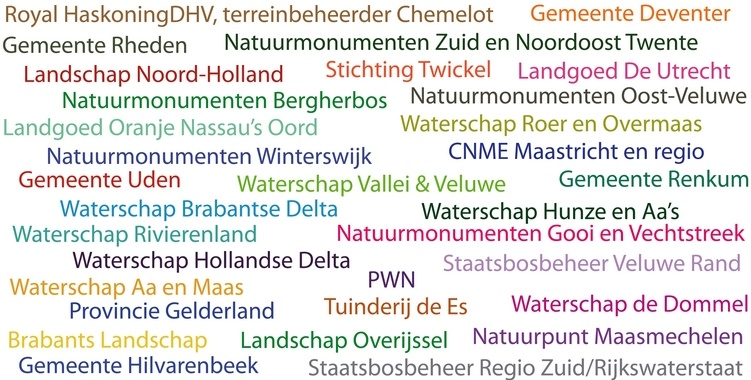 Royal HaskoningDHV, terreinbeheerder Chemelot
Gemeente Deventer
Gemeente Rheden
Natuurmonumenten Zuid en Noordoost Twente
Landschap Noord-Holland
Stichting Twickel
Landgoed De Utrecht
Natuurmonumenten Bergherbos
Natuurmonumenten Oost-Veluwe
Landgoed Oranje Nassau’s Oord
Waterschap Roer en Overmaas
Natuurmonumenten Winterswijk
CNME Maastricht en regio
Gemeente Uden
Waterschap Vallei & Veluwe
Gemeente Renkum
Waterschap Brabantse Delta
Waterschap Hunze en Aa’s
Waterschap Rivierenland
Natuurmonumenten Gooi en Vechtstreek
Waterschap Hollandse Delta
Staatsbosbeheer Veluwe Rand
PWN
Waterschap Aa en Maas
Provincie Gelderland
Tuinderij de Es
Waterschap de Dommel
Brabants Landschap
Landschap Overijssel
Natuurpunt Maasmechelen
Gemeente Hilvarenbeek
Staatsbosbeheer Regio Zuid/Rijkswaterstaat